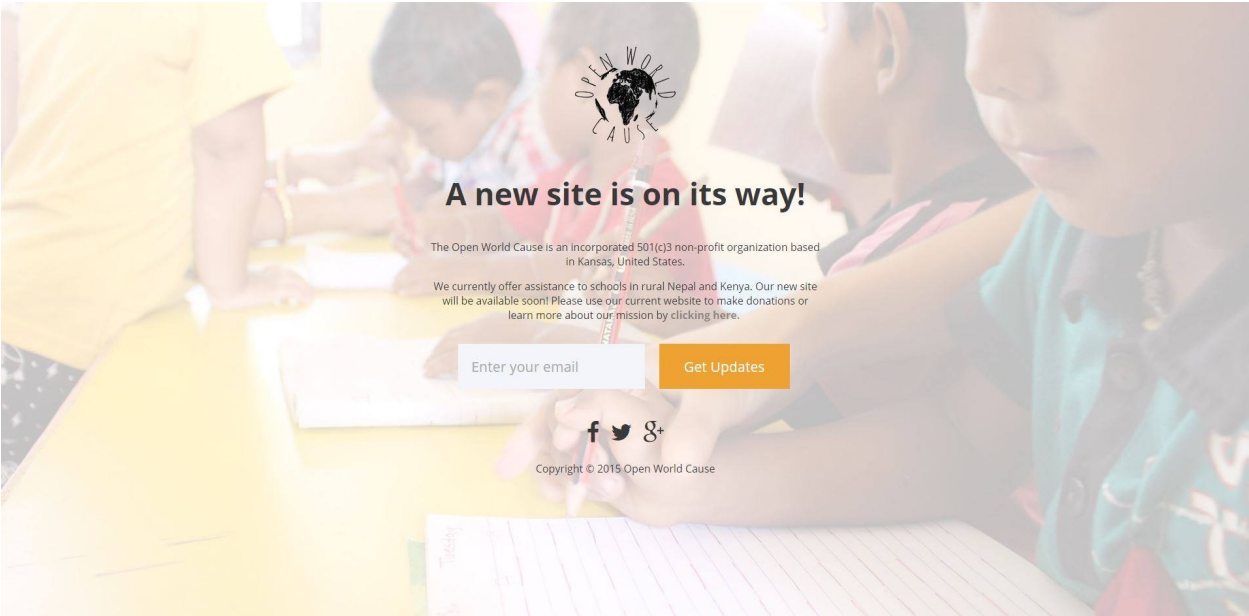 OPEN WORLD
CAUSE
A new site is on its way!
The Open World Cause is an incorporated 501(c)3 non-profit organization based
in Kansas, United States.
We currently offer assistance to schools in rural Nepal and Kenya. Our new site
will be available soon! Please use our current website to make donations or
learn more about our mission by clicking here.
Enter your email
Get Updates
f
g+
Copyright © 2015 Open World Cause